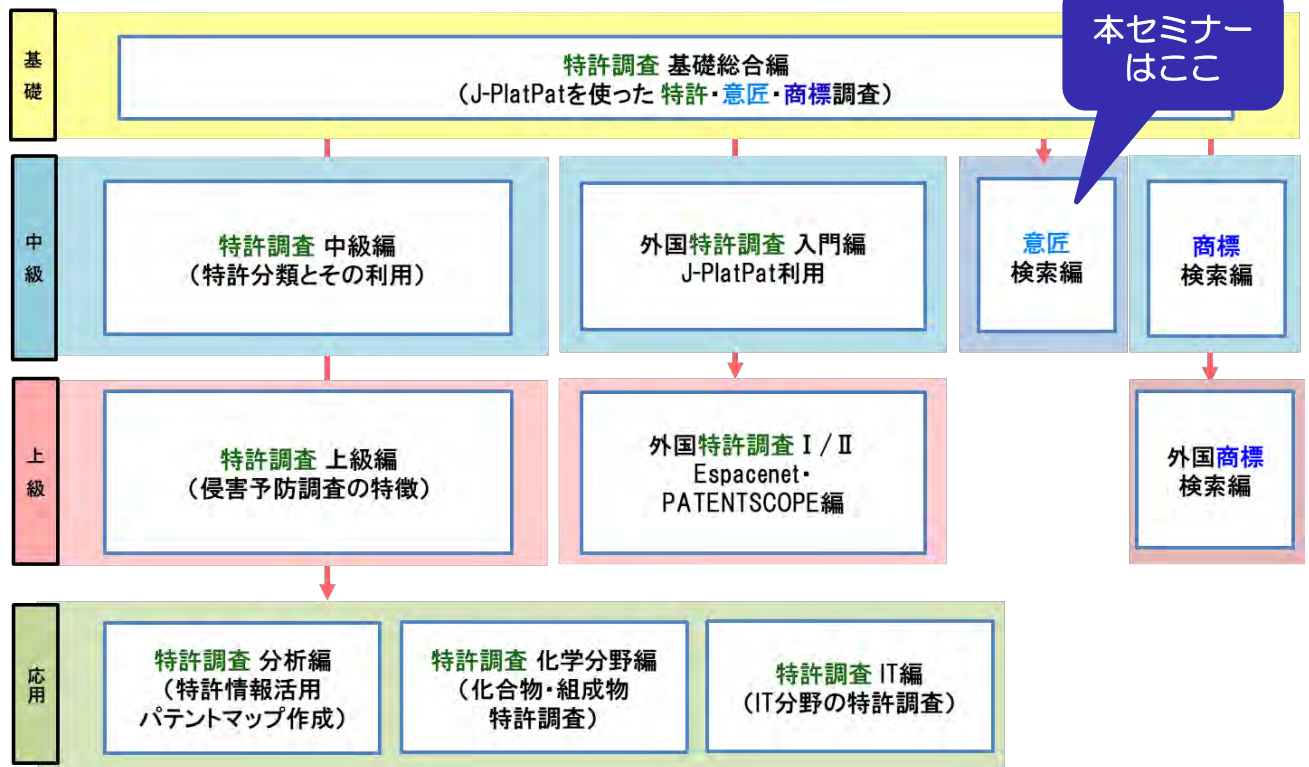 本セミナー
はここ
基
礎
特許調査 基礎総合編
（J-PlatPatを使った 特許・意匠・商標調査）
中
級
特許調査 中級編
（特許分類とその利用）
外国特許調査 入門編
J-PlatPat利用
意匠
検索編
商標
検索編
上
級
特許調査 上級編
（侵害予防調査の特徴）
外国特許調査 Ⅰ / Ⅱ
Espacenet・
PATENTSCOPE編
外国商標
検索編
応
用
特許調査 分析編
（特許情報活用
パテントマップ作成）
特許調査 化学分野編
（化合物・組成物
特許調査）
特許調査 IT編
（IT分野の特許調査）